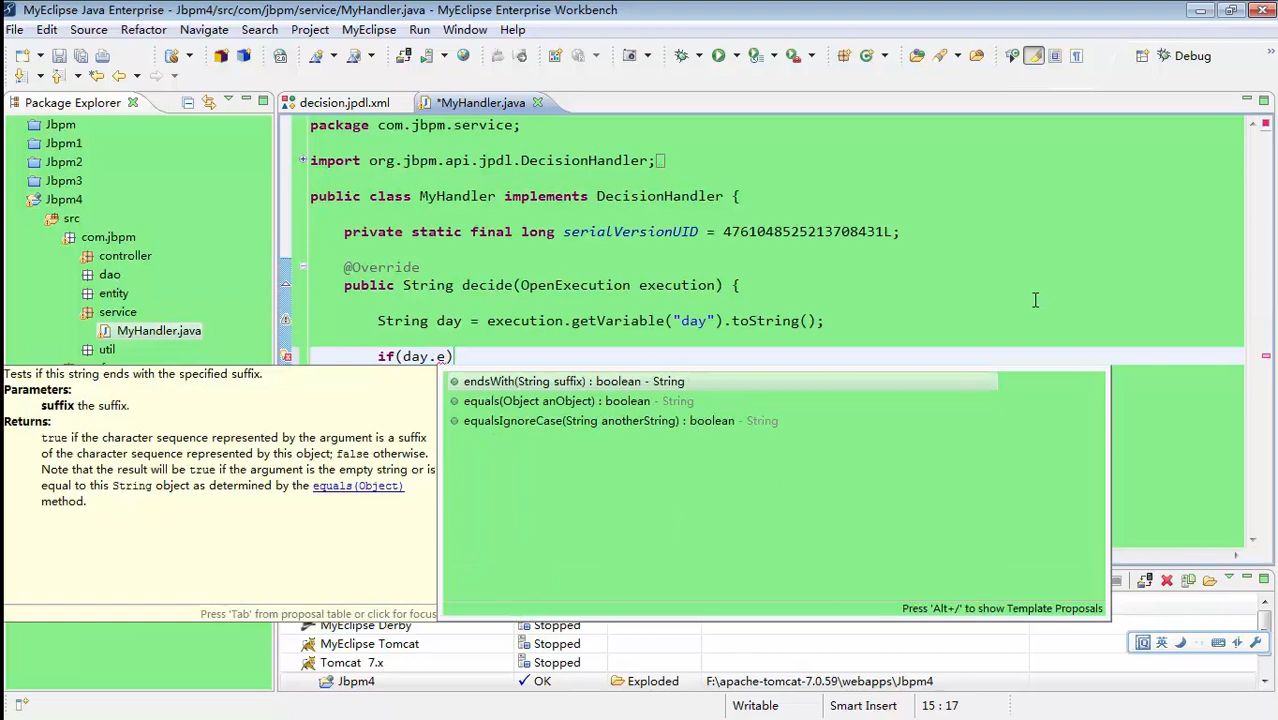 MyEclipse Java Enterprise - Jbpm4/src/com/jbpm/service/MyHandler.java - MyEclipse Enterprise Workbench
File Edit Source Refactor Navigate Search Project MyEclipse Run Window Help
Debug
Package Explorer
decision.jpdl.xml
*MyHandler.java
Jbpm
Jbpm1
Jbpm2
Jbpm3
Jbpm4
src
com.jbpm
controller
dao
entity
service
MyHandler.java
util
package com.jbpm.service;
import org.jbpm.api.jpdl.DecisionHandler;
public class MyHandler implements DecisionHandler {
private static final long serialVersionUID = 4761048525213708431L;
@Override
public String decide(OpenExecution execution) {
String day = execution.getVariable("day").toString();
if(day.e)
Tests if this string ends with the specified suffix.
Parameters:
suffix the suffix.
Returns:
true if the character sequence represented by the argument is a suffix
of the character sequence represented by this object; false otherwise.
Note that the result will be true if the argument is the empty string or is
equal to this String object as determined by the equals(Object)
method.
Press 'Tab' from proposal table or click for focus
endsWith(String suffix) : boolean - String
equals(Object anObject) : boolean - String
equalsIgnoreCase(String anotherString) : boolean - String
Press 'Alt+/' to show Template Proposals
MyEclipse Derby Stopped
MyEclipse Tomcat Stopped
Tomcat 7.x Stopped
Jbpm4 OK Exploded F:\apache-tomcat-7.0.59\webapps\Jbpm4
英
Writable Smart Insert 15 : 17